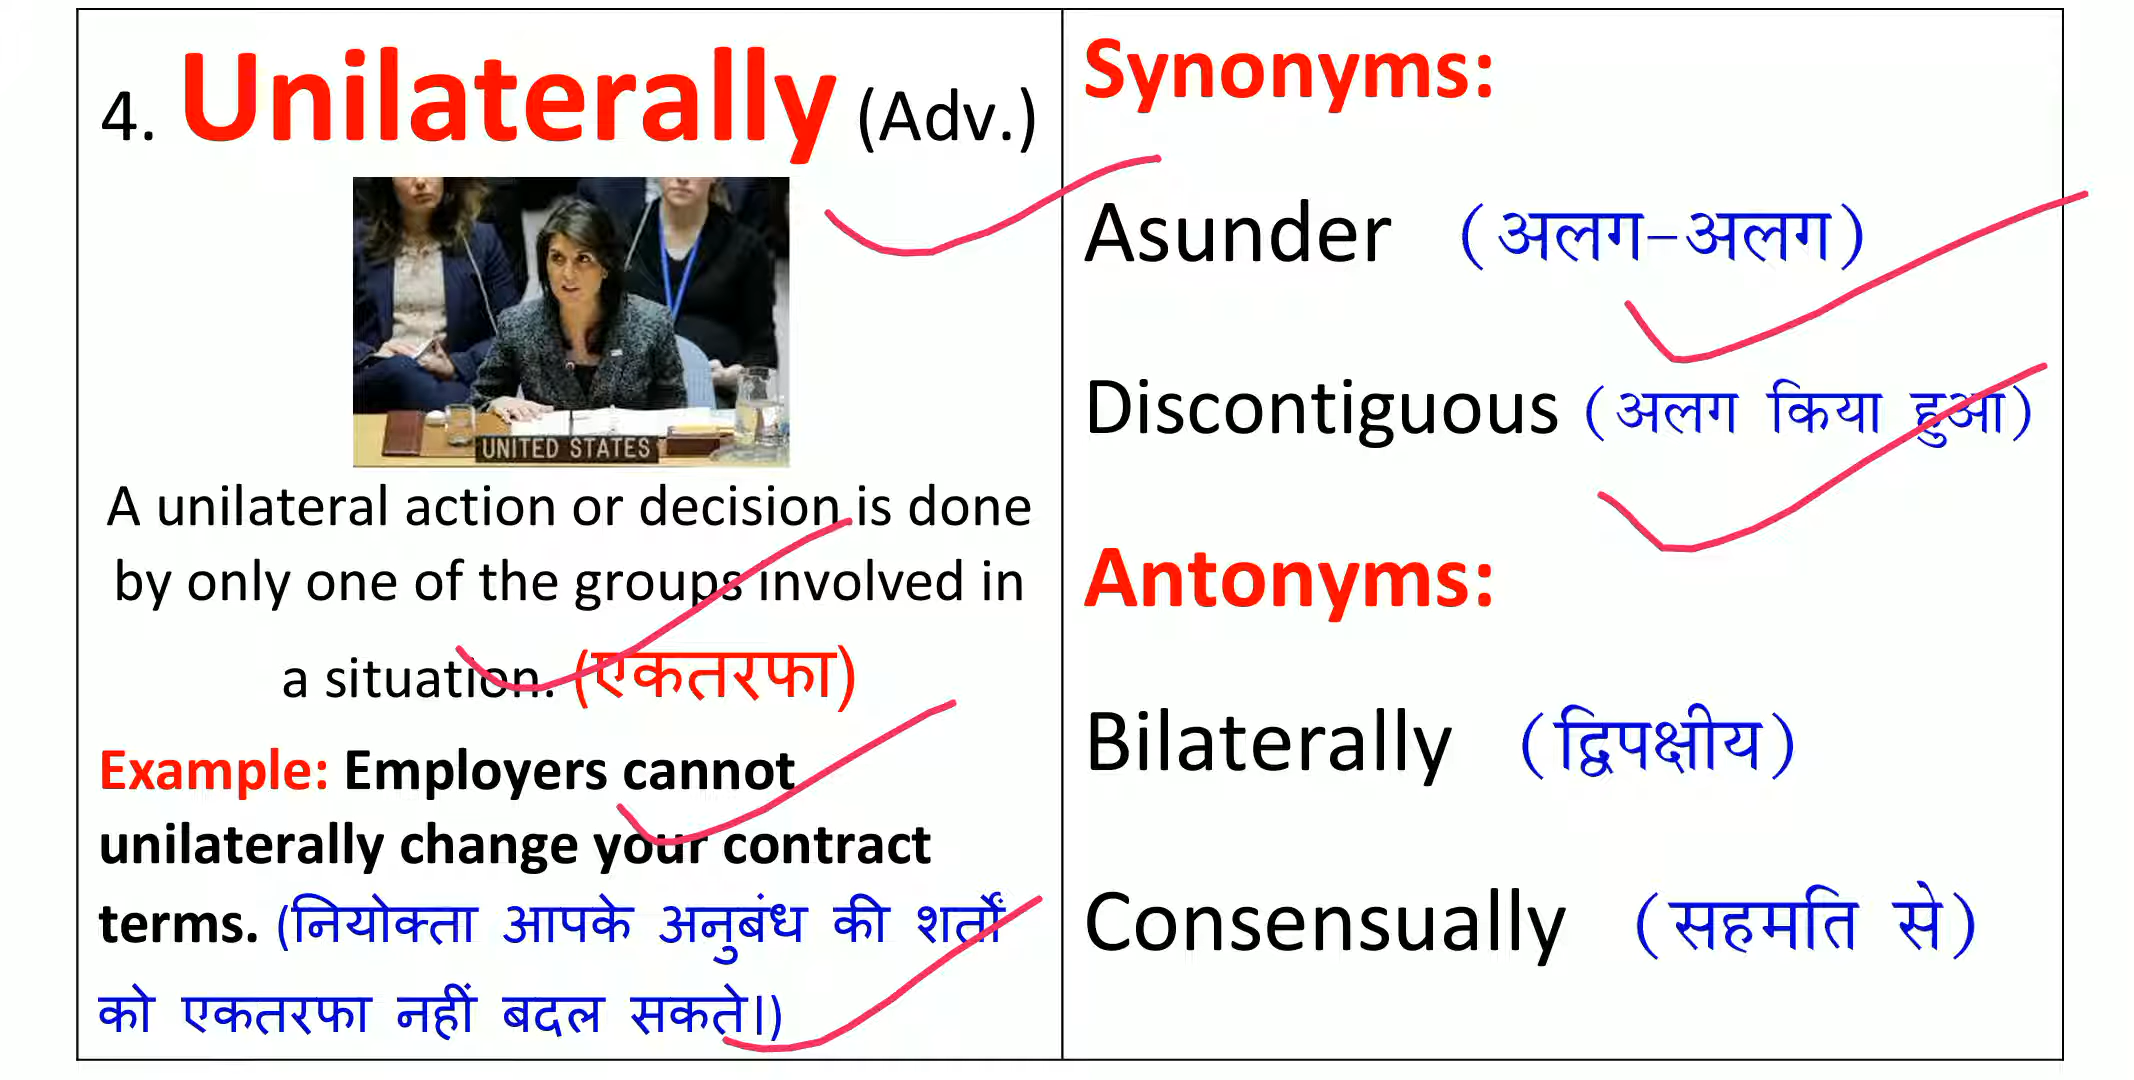 4. Unilaterally (Adv.)
UNITED STATES
A unilateral action or decision is done
by only one of the groups involved in
a situation. (एकतरफा)
Example: Employers cannot
unilaterally change your contract
terms. (नियोक्ता आपके अनुबंध की शर्तों
को एकतरफा नहीं बदल सकते।)
Synonyms:
Asunder (अलग-अलग)
Discontiguous (अलग किया हुआ)
Antonyms:
Bilaterally (द्विपक्षीय)
Consensually (सहमति से)